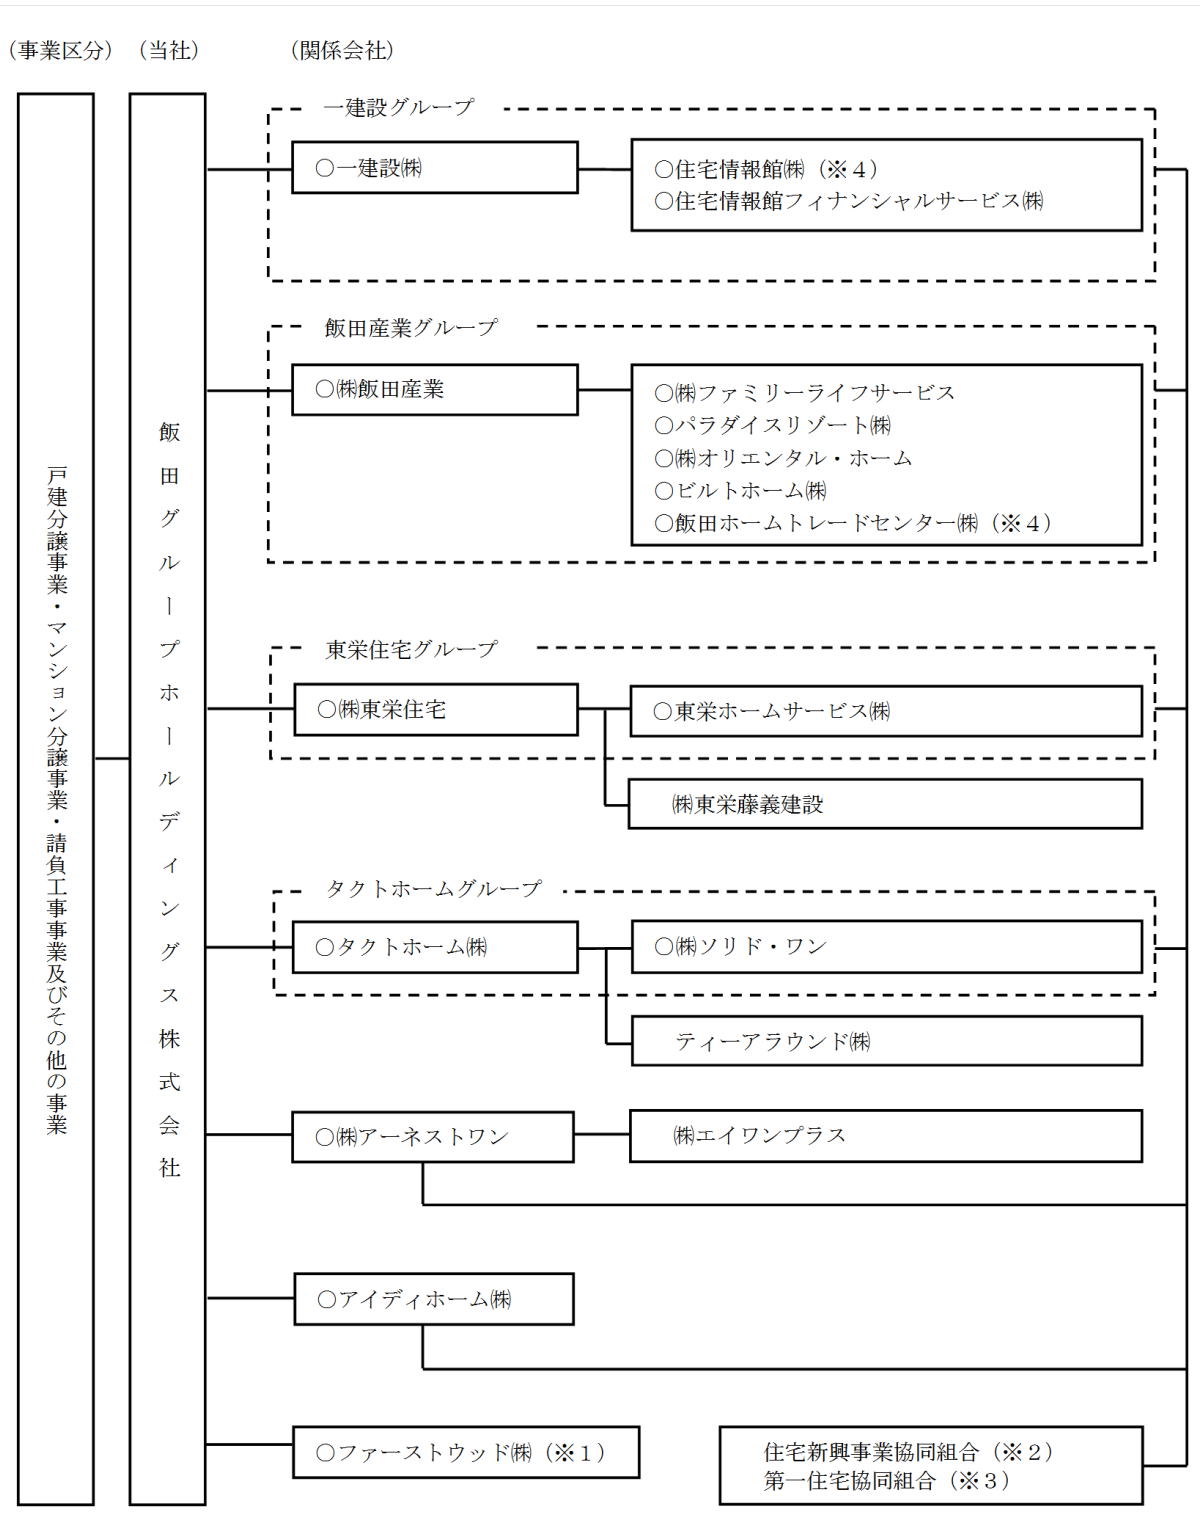 （事業区分）（当社）　（関係会社）
戸建分譲事業・マンション分譲事業・請負工事事業及びその他の事業
飯田グループホールディングス株式会社
一建設グループ
○一建設㈱
○住宅情報館㈱（※４）
○住宅情報館フィナンシャルサービス㈱
飯田産業グループ
○㈱飯田産業
○㈱ファミリーライフサービス
○パラダイスリゾート㈱
○㈱オリエンタル・ホーム
○ビルトホーム㈱
○飯田ホームトレードセンター㈱（※４）
東栄住宅グループ
○㈱東栄住宅
○東栄ホームサービス㈱
㈱東栄藤義建設
タクトホームグループ
○タクトホーム㈱
○㈱ソリド・ワン
ティーアラウンド㈱
○㈱アーネストワン
㈱エイワンプラス
○アイディホーム㈱
○ファーストウッド㈱（※１）
住宅新興事業協同組合（※２）
第一住宅協同組合（※３）